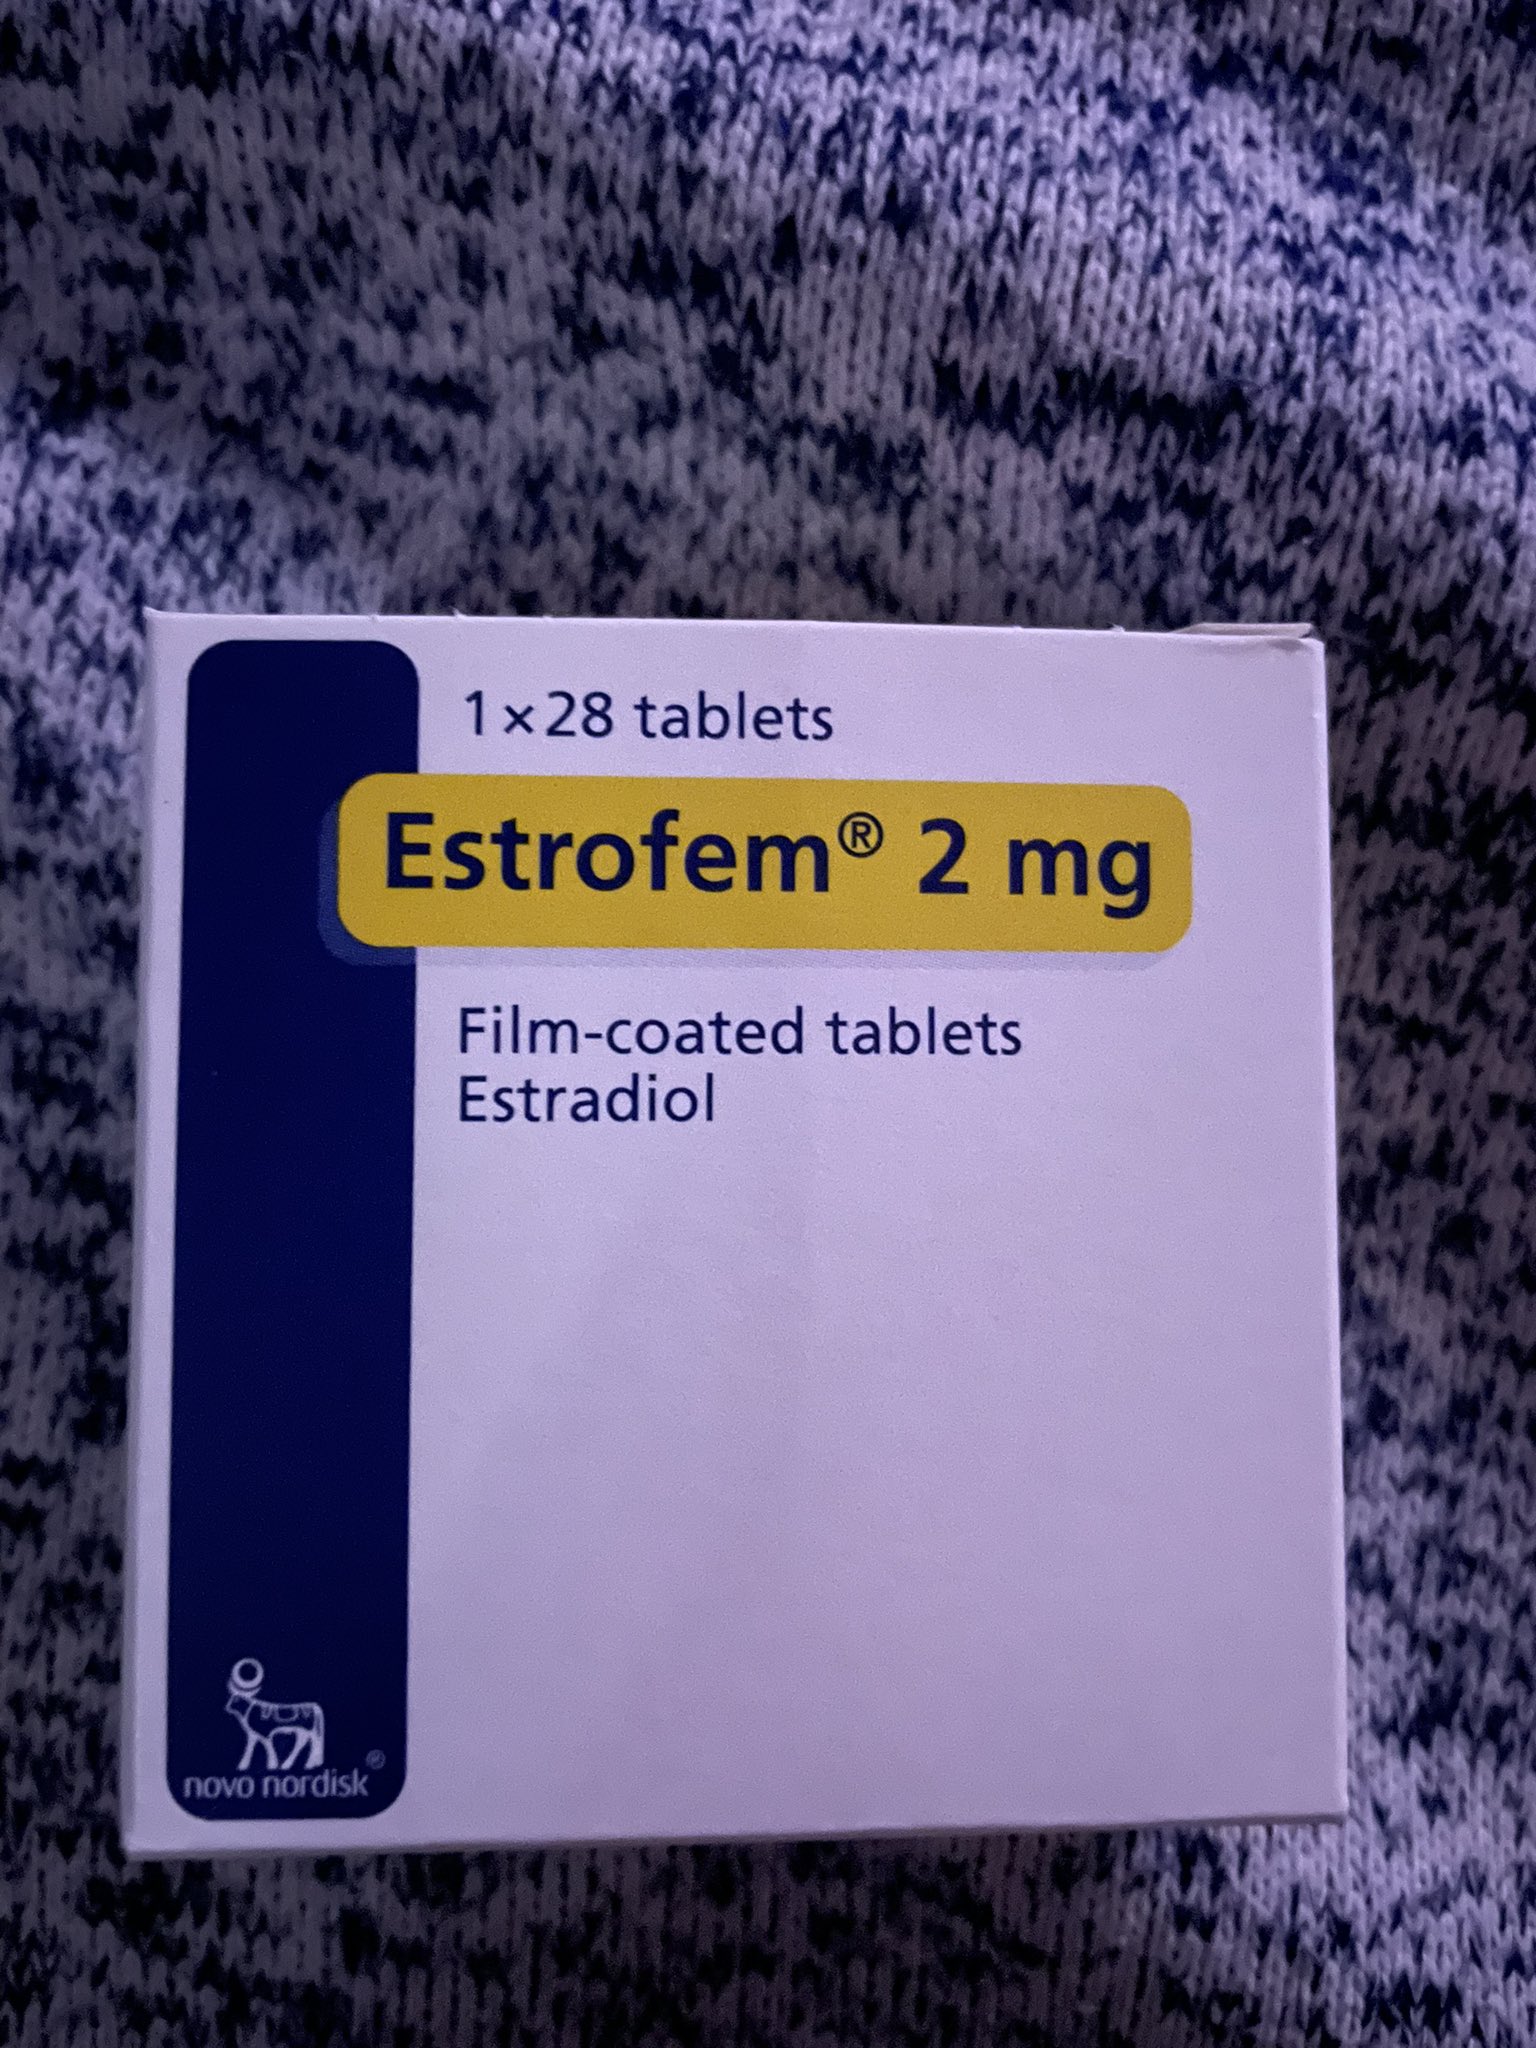 1×28 tablets
Estrofem® 2 mg
Film-coated tablets
Estradiol
novo nordisk®